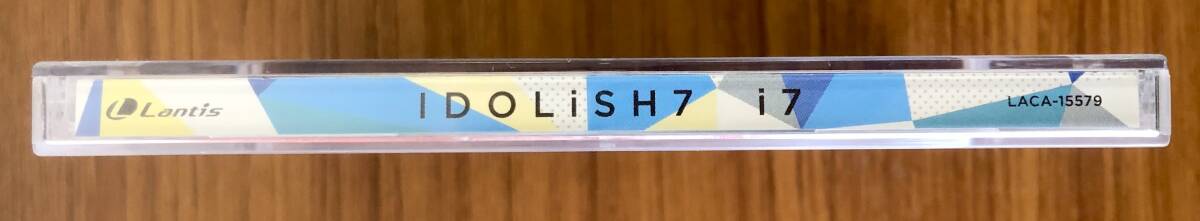 Lantis IDOLiSH7 i7 LACA-15579